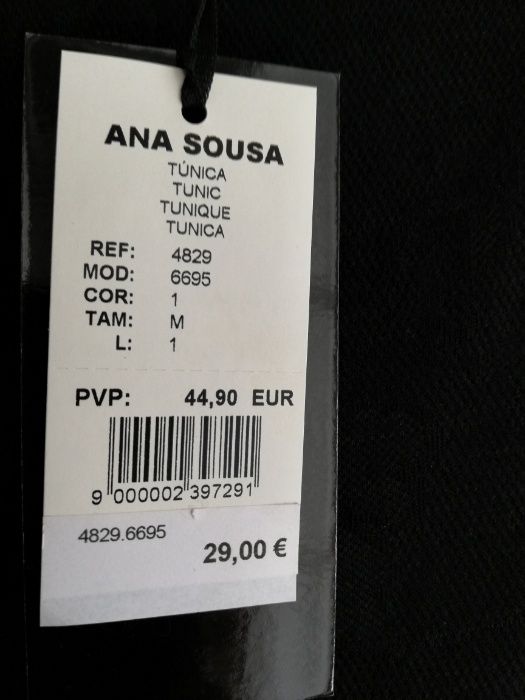 ANA SOUSA
TÚNICA
TUNIC
TUNIQUE
TUNICA
REF: 4829
MOD: 6695
COR: 1
TAM: M
L: 1
PVP: 44,90 EUR
9 000002 397291
4829.6695
29,00 €